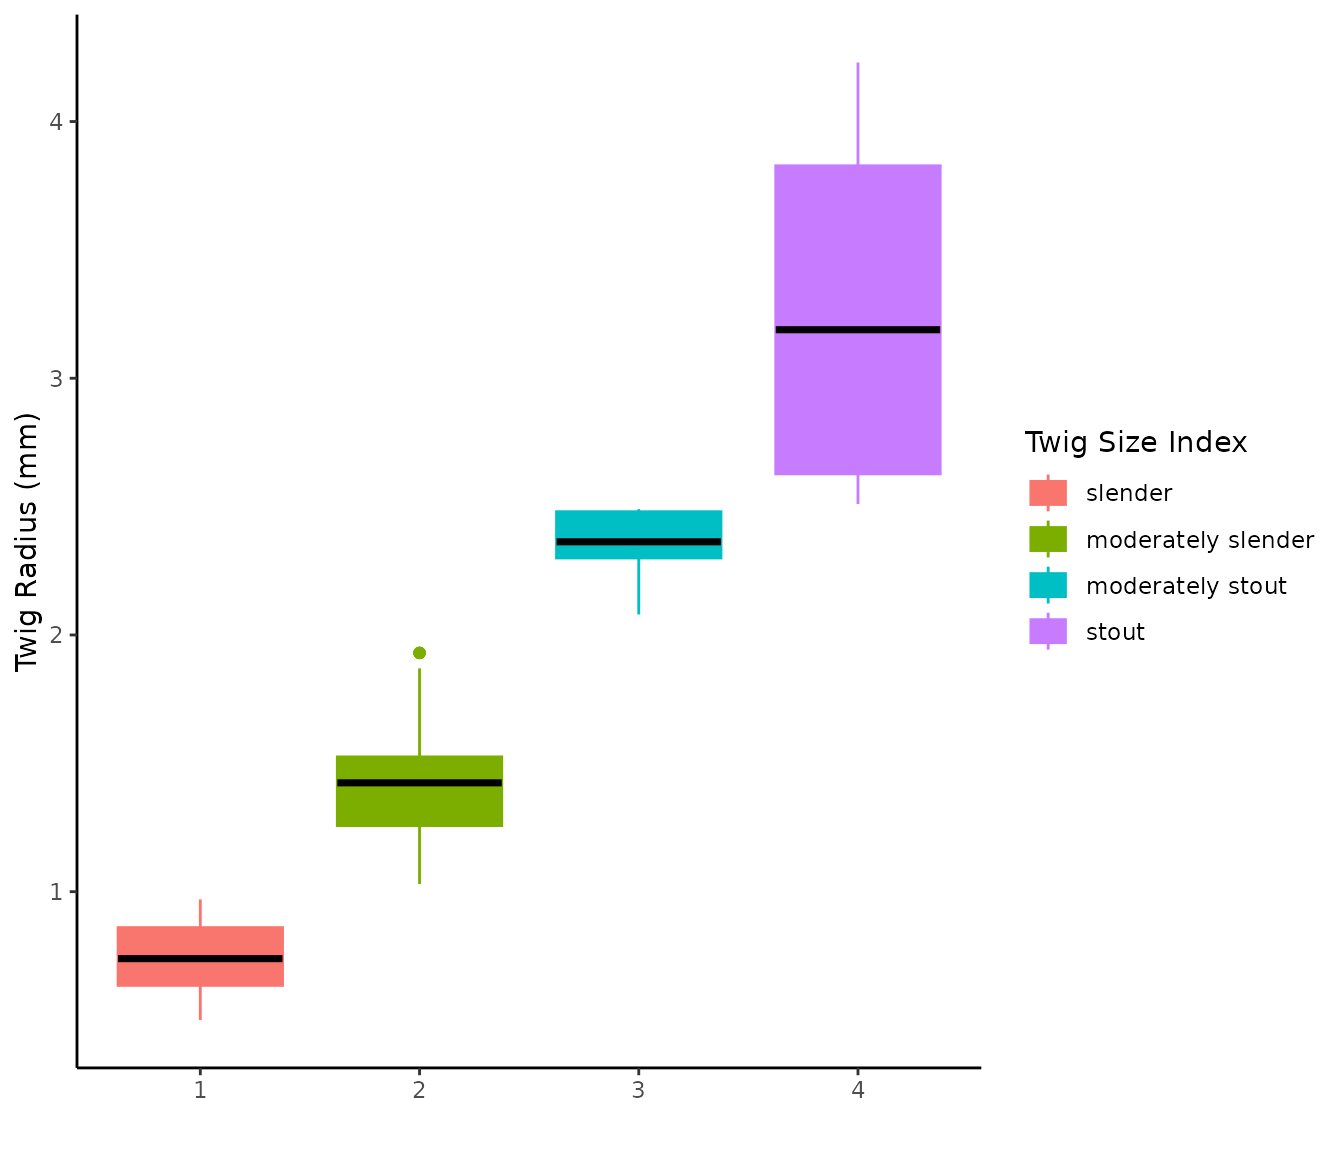 Twig Radius (mm)
4
3
2
1
1 2 3 4
Twig Size Index
slender
moderately slender
moderately stout
stout